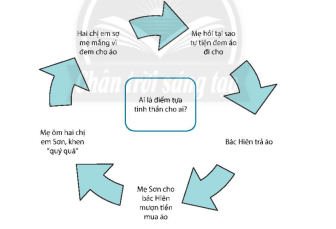 Hai chị em sợ
mẹ mắng vì
đem cho áo
Mẹ hỏi tại sao
tự tiện đem áo
đi cho
Chân trời sáng tạo
Ai là điểm tựa
tinh thần cho ai?
Mẹ ôm hai chị
em Sơn, khen
"quý quá"
Bác Hiên trả áo
Mẹ Sơn cho
bác Hiên
mượn tiền
mua áo